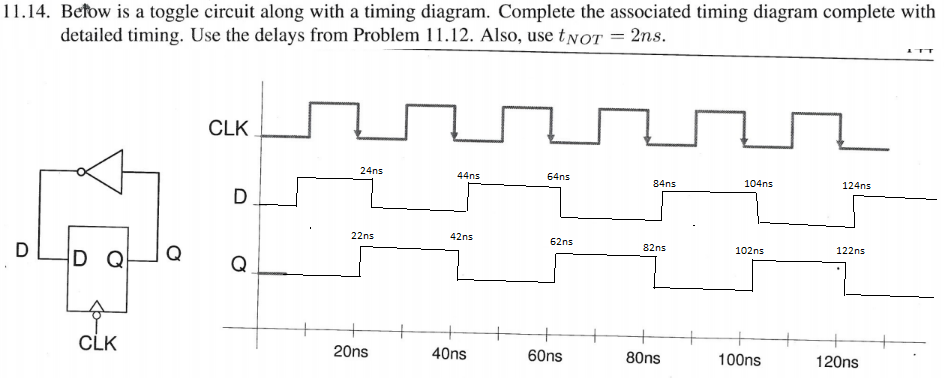 11.14. Below is a toggle circuit along with a timing diagram. Complete the associated timing diagram complete with
detailed timing. Use the delays from Problem 11.12. Also, use tNOT = 2ns.
CLK
24ns 44ns 64ns 84ns 104ns 124ns
D
22ns 42ns 62ns 82ns 102ns 122ns
Q
D D Q Q
CLK
20ns 40ns 60ns 80ns 100ns 120ns